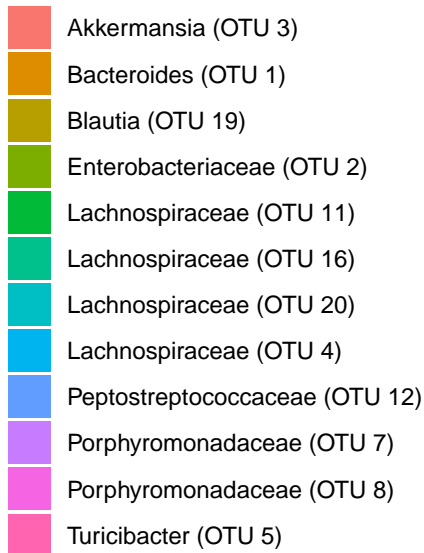 Akkermansia (OTU 3)
Bacteroides (OTU 1)
Blautia (OTU 19)
Enterobacteriaceae (OTU 2)
Lachnospiraceae (OTU 11)
Lachnospiraceae (OTU 16)
Lachnospiraceae (OTU 20)
Lachnospiraceae (OTU 4)
Peptostreptococcaceae (OTU 12)
Porphyromonadaceae (OTU 7)
Porphyromonadaceae (OTU 8)
Turicibacter (OTU 5)